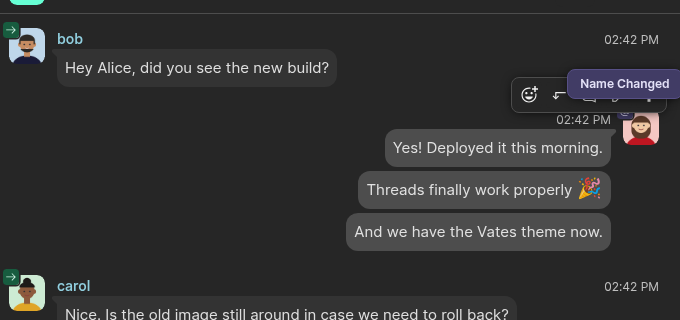 bob
02:42 PM
Hey Alice, did you see the new build?
Name Changed
02:42 PM
Yes! Deployed it this morning.
Threads finally work properly 🎉
And we have the Vates theme now.
carol
02:42 PM
Nice. Is the old image still around in case we need to roll back?